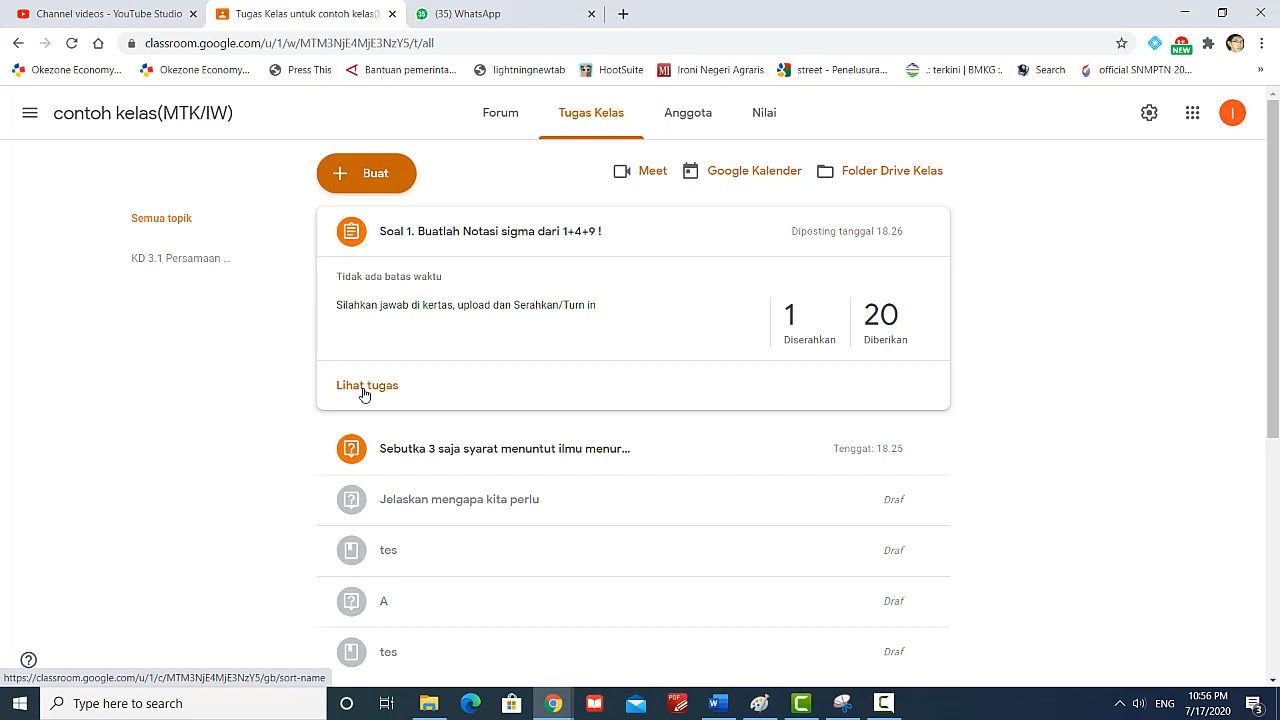 Channel videos - YouTube Studio
Tugas Kelas untuk contoh kelas(M
(35) WhatsApp
classroom.google.com/u/1/w/MTM3NjE4MjE3NzY5/t/all
NEW
Okezone Economy...
Okezone Economy...
Press This
Bantuan pemerinta...
lightningnewtab
HootSuite
Ironi Negeri Agraris
street - Penelusura...
.: terkini | BMKG :.
Search
official SNMPTN 20...
»
contoh kelas(MTK/IW)
Forum
Tugas Kelas
Anggota
Nilai
I
Buat
Meet
Google Kalender
Folder Drive Kelas
Semua topik
KD 3.1 Persamaan ...
Soal 1. Buatlah Notasi sigma dari 1+4+9 !
Diposting tanggal 18.26
Tidak ada batas waktu
Silahkan jawab di kertas, upload dan Serahkan/Turn in
1
Diserahkan
20
Diberikan
Lihat tugas
Sebutka 3 saja syarat menuntut ilmu menur...
Tenggat: 18.25
Jelaskan mengapa kita perlu
Draf
tes
Draf
A
Draf
tes
Draf
https://classroom.google.com/u/1/c/MTM3NjE4MjE3NzY5/gb/sort-name
Type here to search
ENG
10:56 PM
7/17/2020
3